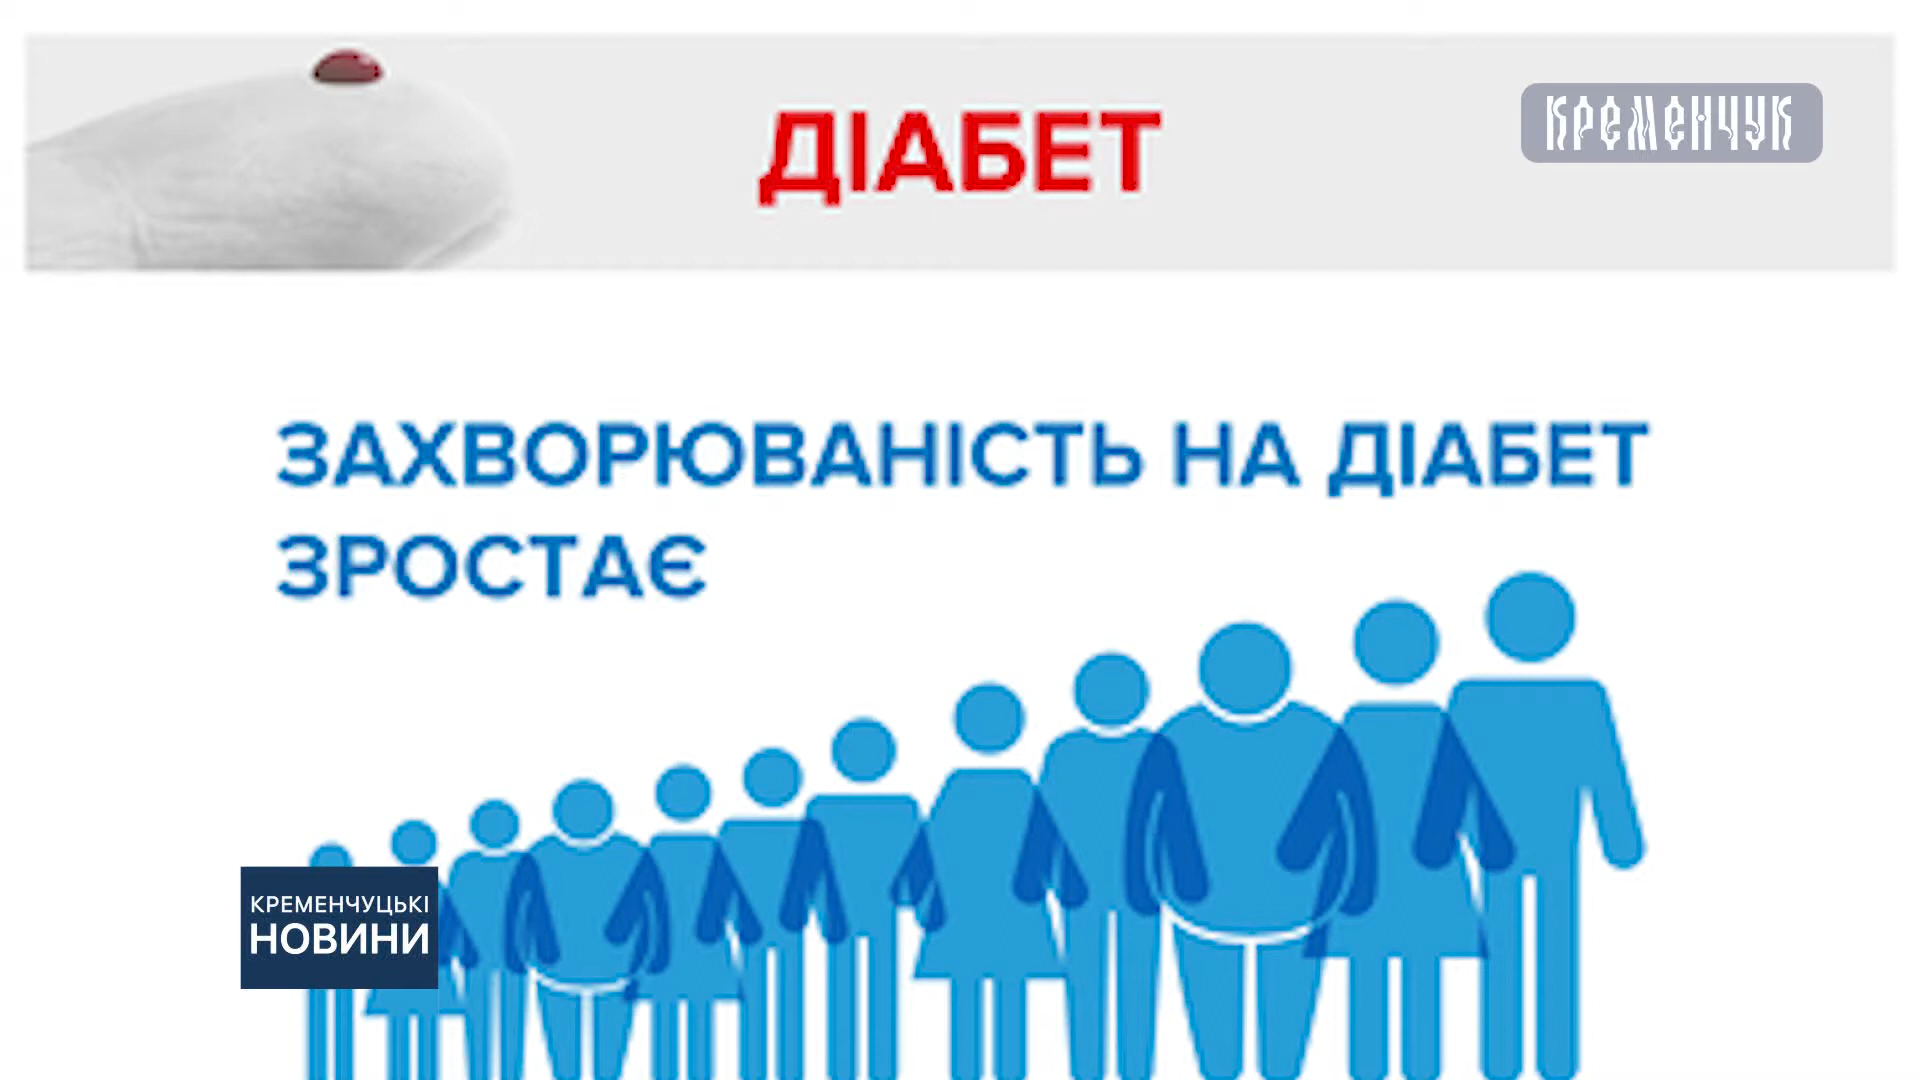 ДІАБЕТ
КРЕМЕНЧУК
ЗАХВОРЮВАНІСТЬ НА ДІАБЕТ
ЗРОСТАЄ
КРЕМЕНЧУЦЬКІ
НОВИНИ